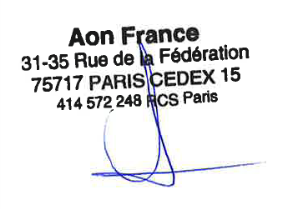 Aon France
31-35 Rue de la Fédération
75717 PARIS CEDEX 15
414 572 248 RCS Paris